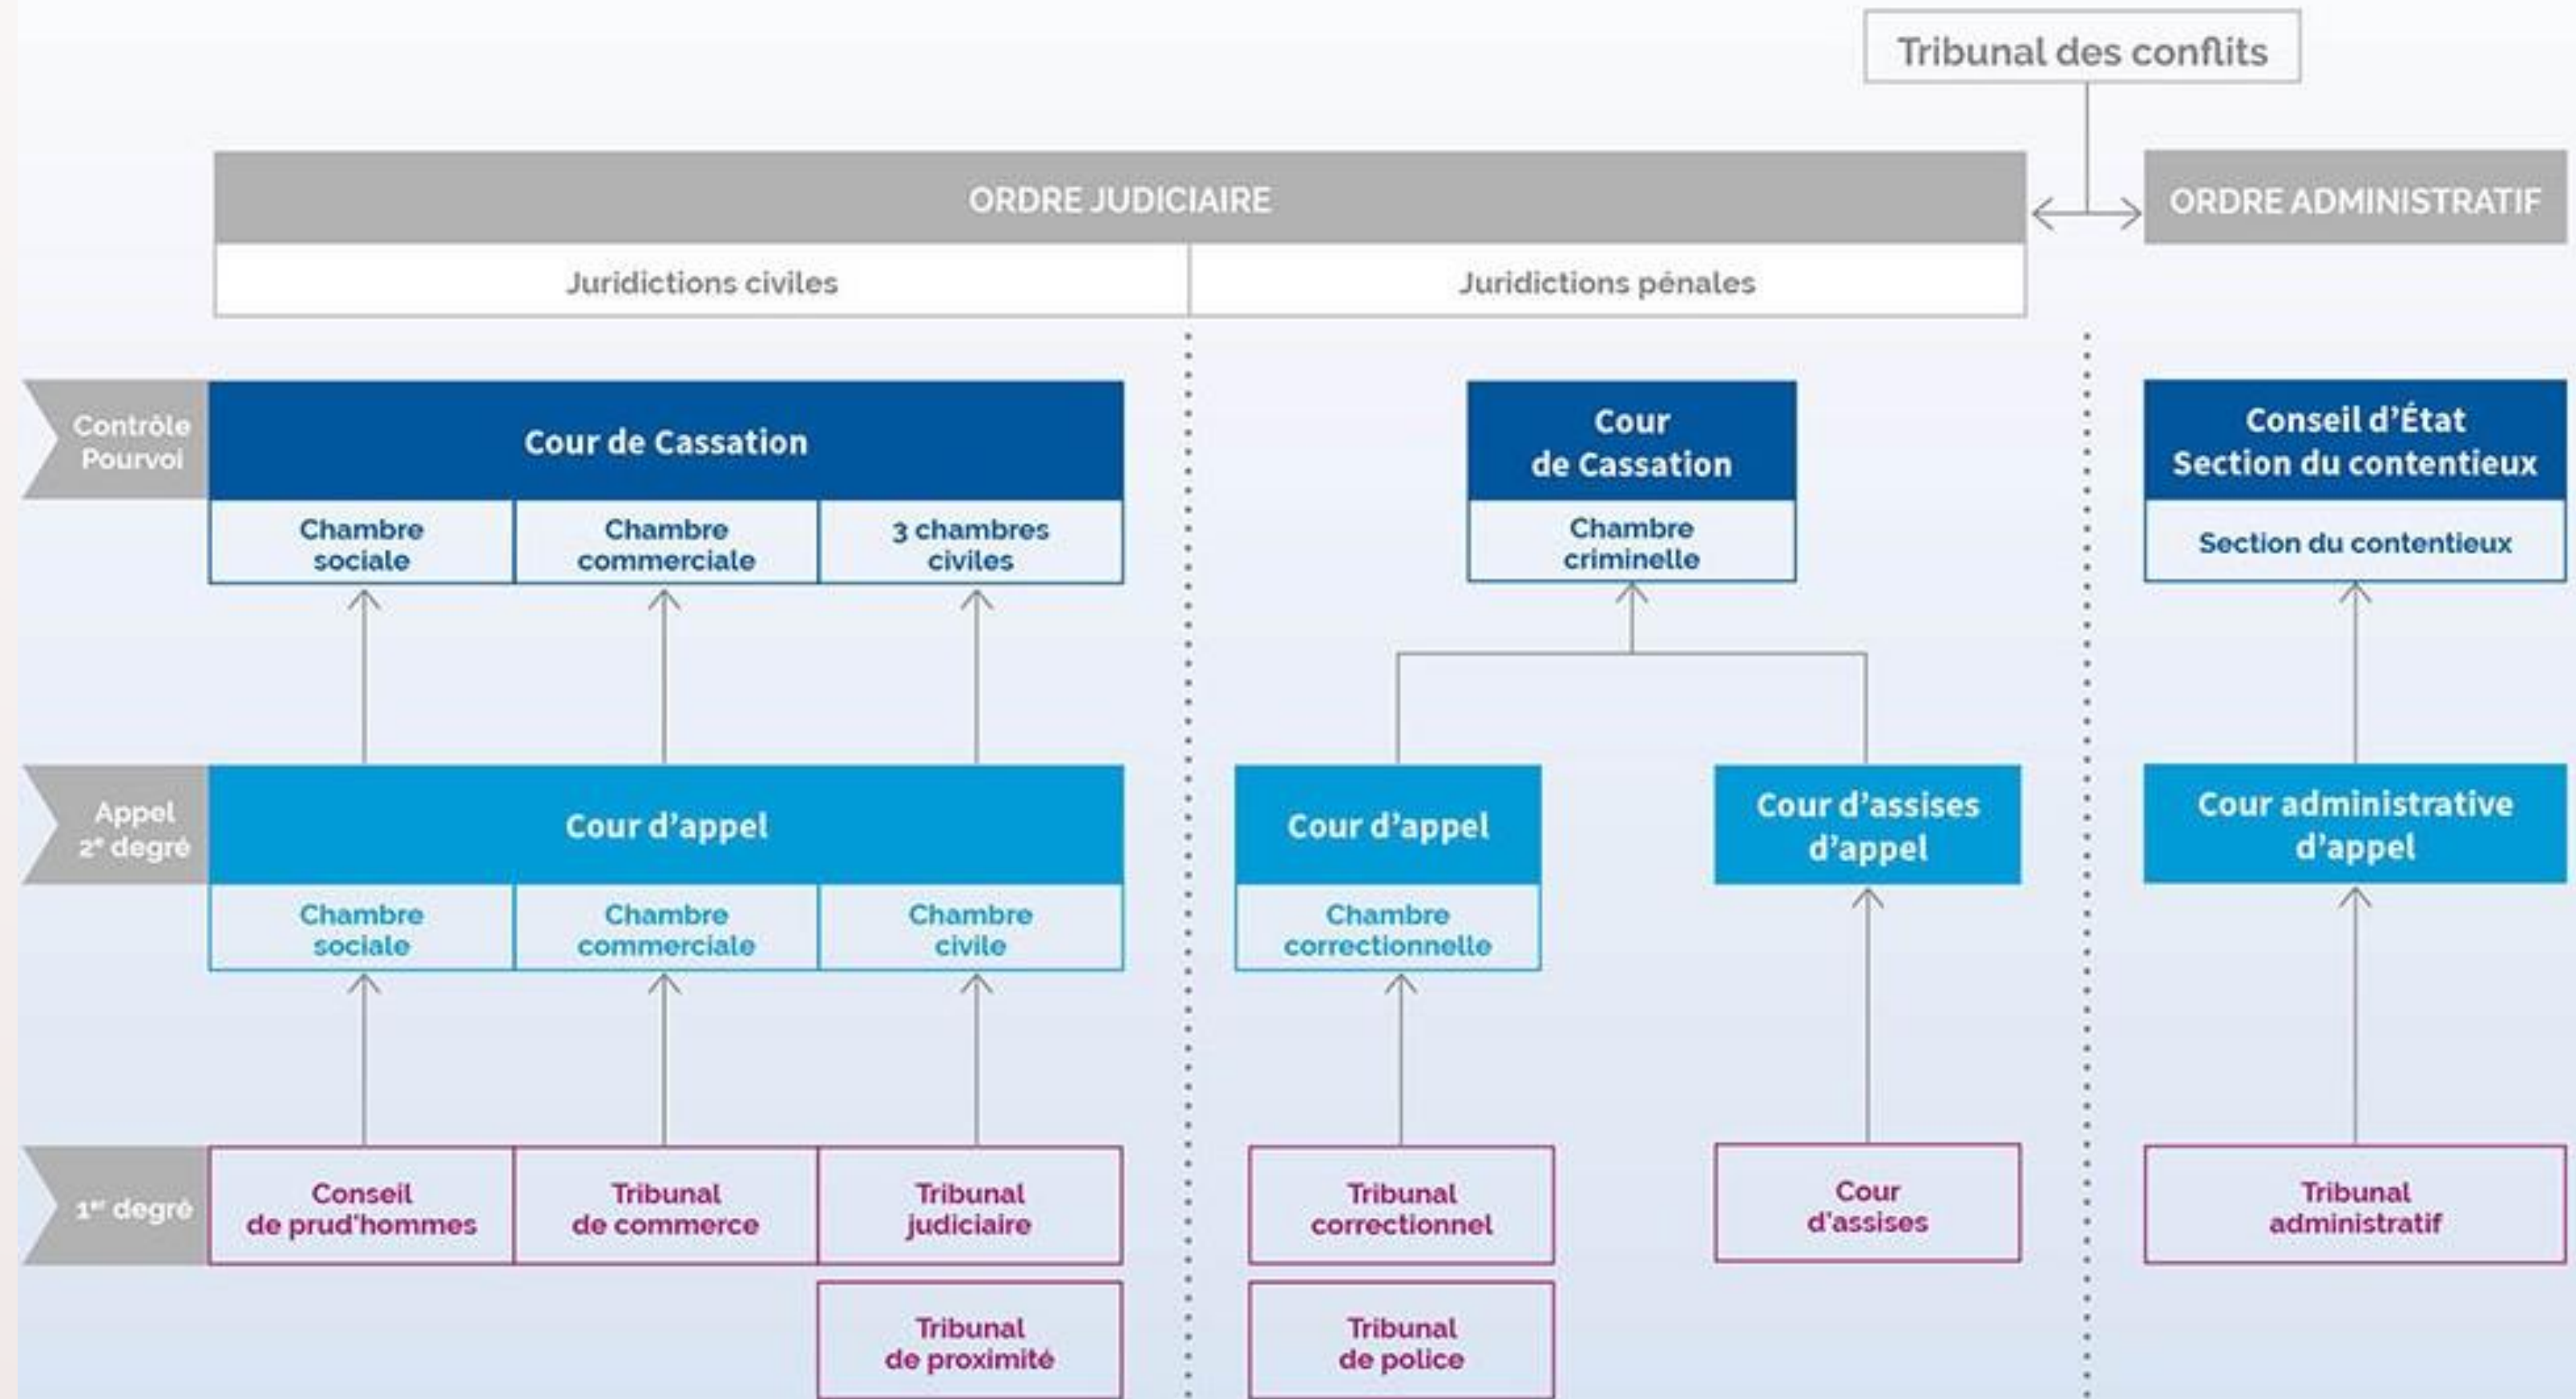 Tribunal des conflits
ORDRE JUDICIAIRE
ORDRE ADMINISTRATIF
Juridictions civiles
Juridictions pénales
Contrôle
Pourvoi
Cour de Cassation
Chambre
sociale
Chambre
commerciale
3 chambres
civiles
Cour
de Cassation
Chambre
criminelle
Conseil d'État
Section du contentieux
Section du contentieux
Appel
2e degré
Cour d'appel
Chambre
sociale
Chambre
commerciale
Chambre
civile
Cour d'appel
Chambre
correctionnelle
Cour d'assises
d'appel
Cour administrative
d'appel
1er degré
Conseil
de prud'hommes
Tribunal
de commerce
Tribunal
judiciaire
Tribunal
correctionnel
Cour
d'assises
Tribunal
administratif
Tribunal
de proximité
Tribunal
de police